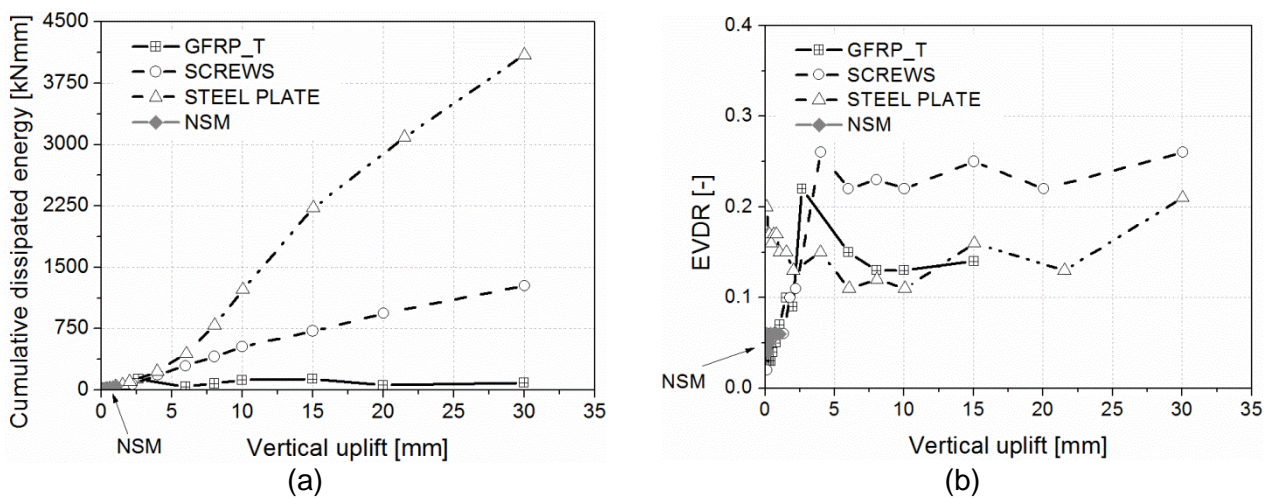 Cumulative dissipated energy [kNmm]
4500
3750
3000
2250
1500
750
0
GFRP_T
SCREWS
STEEL PLATE
NSM
0 5 10 15 20 25 30 35
NSM
Vertical uplift [mm]
(a)
EVDR [-]
0.4
0.3
0.2
0.1
0.0
GFRP_T
SCREWS
STEEL PLATE
NSM
NSM
0 5 10 15 20 25 30 35
Vertical uplift [mm]
(b)